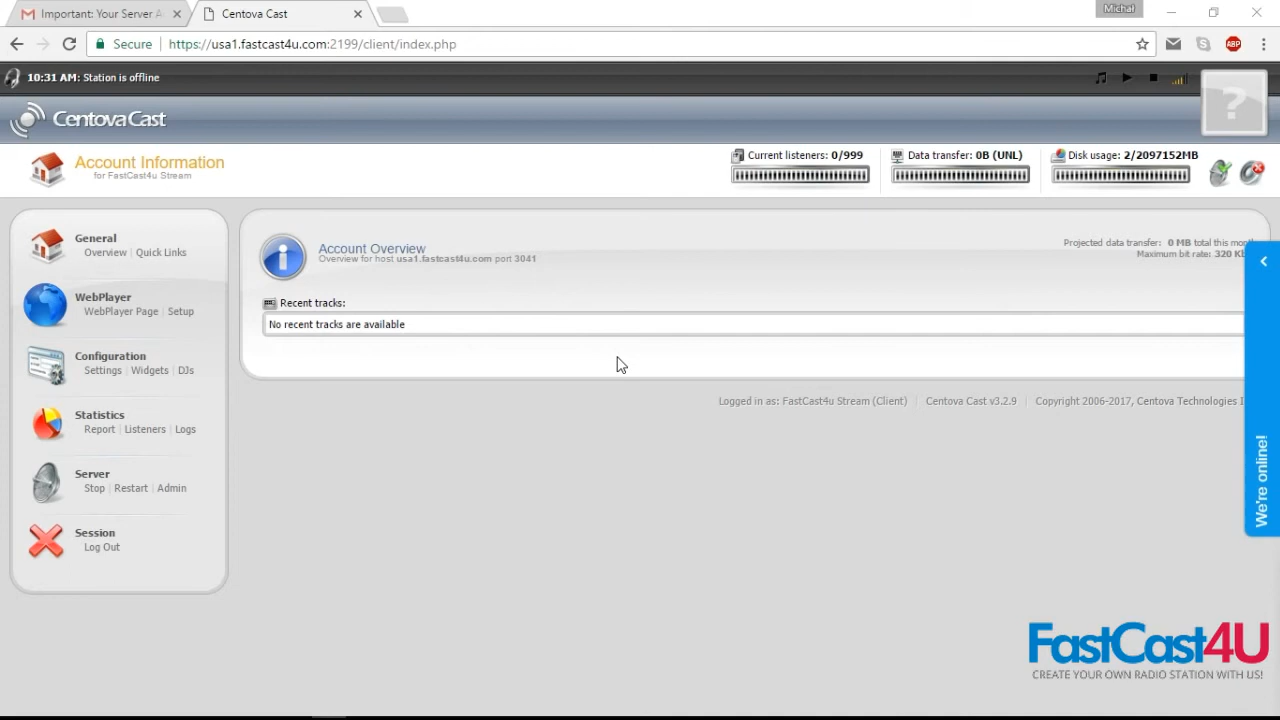 Important: Your Server A
Centova Cast
Michał
Secure https://usa1.fastcast4u.com:2199/client/index.php
ABP
10:31 AM: Station is offline
CentovaCast
?
Account Information
for FastCast4u Stream
Current listeners: 0/999
Data transfer: 0B (UNL)
Disk usage: 2/2097152MB
General
Overview | Quick Links
WebPlayer
WebPlayer Page | Setup
Configuration
Settings | Widgets | DJs
Statistics
Report | Listeners | Logs
Server
Stop | Restart | Admin
Session
Log Out
Account Overview
Overview for host usa1.fastcast4u.com port 3041
Projected data transfer: 0 MB total this mon
Maximum bit rate: 320 K
Recent tracks:
No recent tracks are available
Logged in as: FastCast4u Stream (Client) | Centova Cast v3.2.9 | Copyright 2006-2017, Centova Technologies I
We're online!
FastCast4U
CREATE YOUR OWN RADIO STATION WITH US!